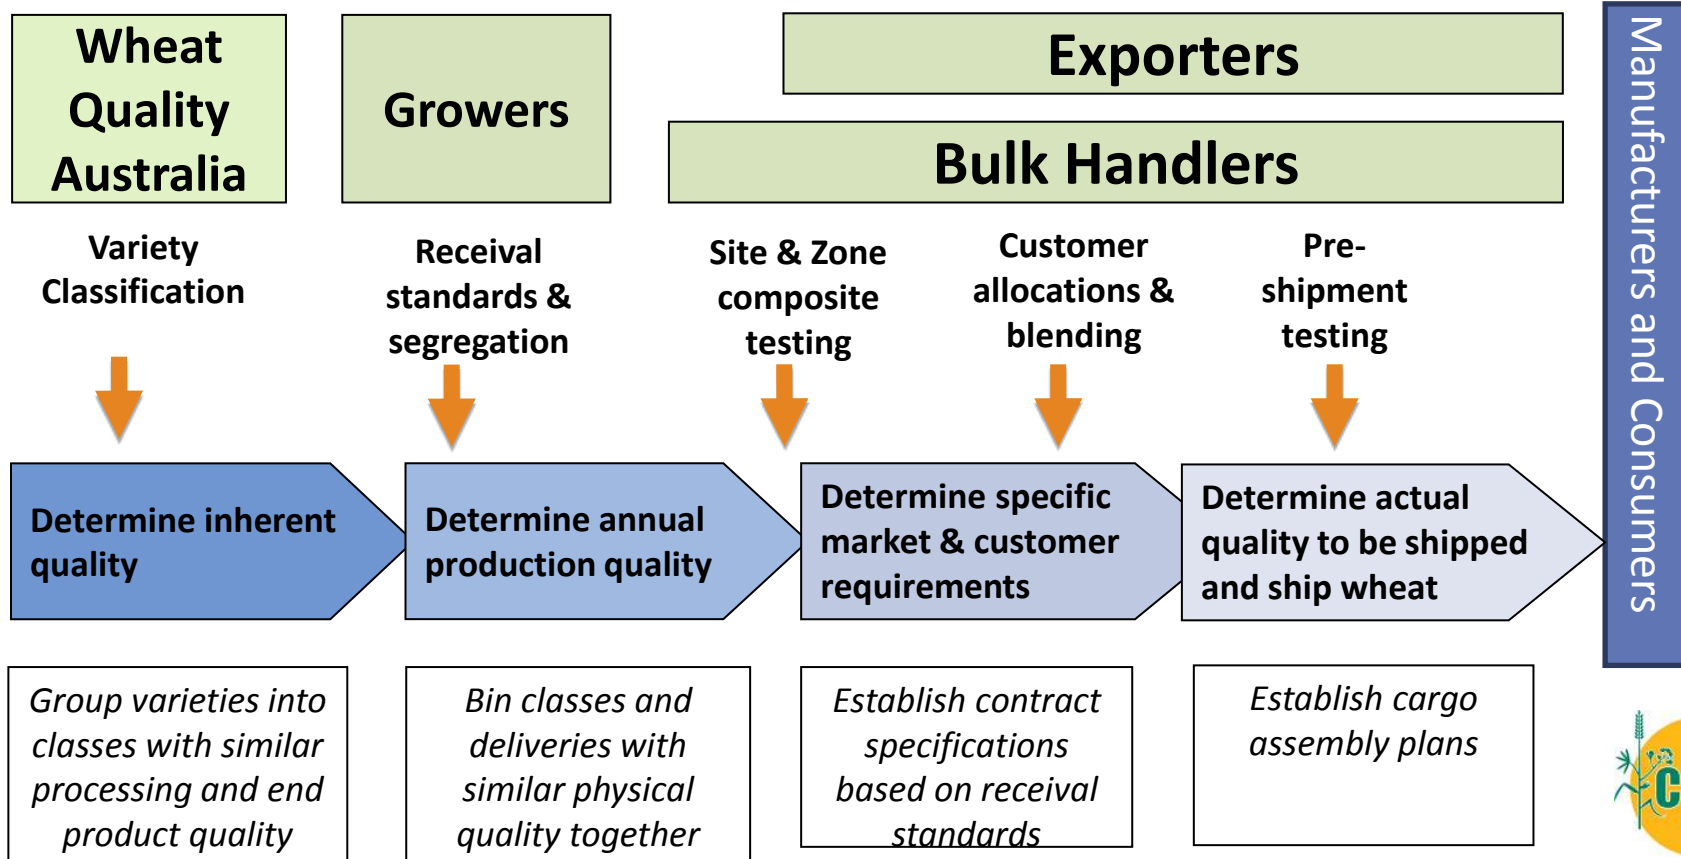 Wheat
Quality
Australia
Growers
Exporters
Bulk Handlers
Manufacturers and Consumers
Variety
Classification
Receival
standards &
segregation
Site & Zone
composite
testing
Customer
allocations &
blending
Pre-
shipment
testing
Determine inherent
quality
Determine annual
production quality
Determine specific
market & customer
requirements
Determine actual
quality to be shipped
and ship wheat
Group varieties into
classes with similar
processing and end
product quality
Bin classes and
deliveries with
similar physical
quality together
Establish contract
specifications
based on receival
standards
Establish cargo
assembly plans
C